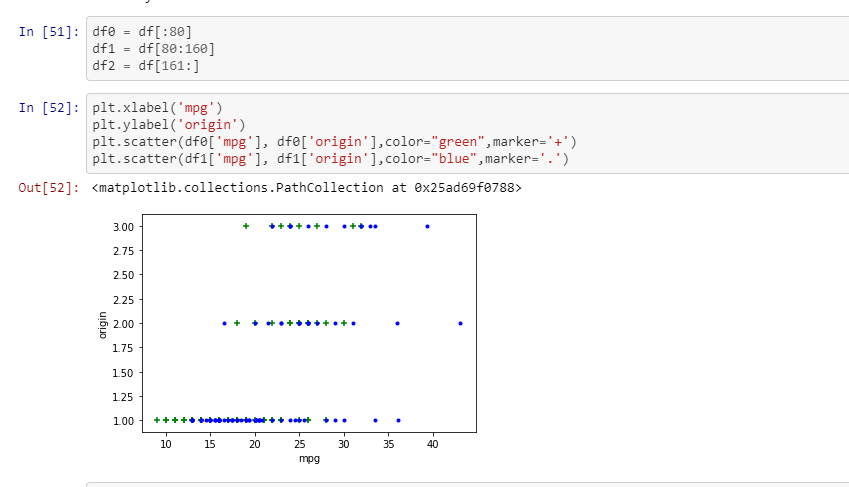 In [51]: df0 = df[:80]
df1 = df[80:160]
df2 = df[161:]
In [52]: plt.xlabel('mpg')
plt.ylabel('origin')
plt.scatter(df0['mpg'], df0['origin'],color="green",marker='+')
plt.scatter(df1['mpg'], df1['origin'],color="blue",marker='.')
Out[52]: <matplotlib.collections.PathCollection at 0x25ad69f0788>
3.00
2.75
2.50
2.25
2.00
1.75
1.50
1.25
1.00
origin
10 15 20 25 30 35 40
mpg